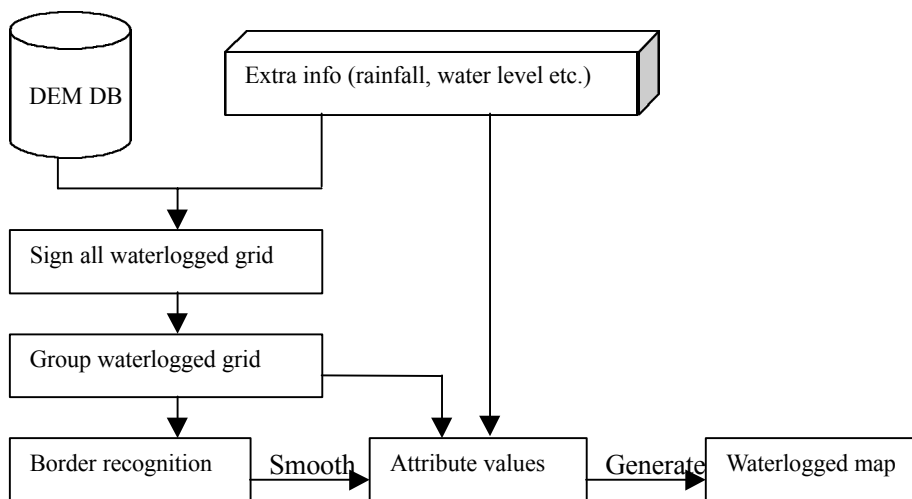 Extra info (rainfall, water level etc.)
DEM DB
Sign all waterlogged grid
Group waterlogged grid
Border recognition
Smooth
Attribute values
Generate
Waterlogged map